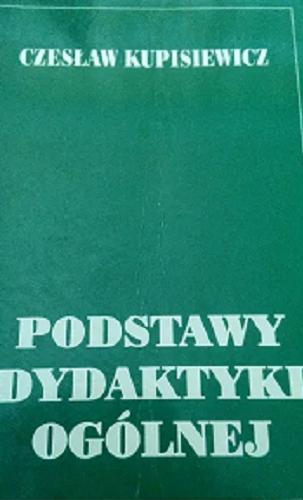 CZESŁAW KUPISIEWICZ
PODSTAWY
DYDAKTYKI
OGÓLNEJ